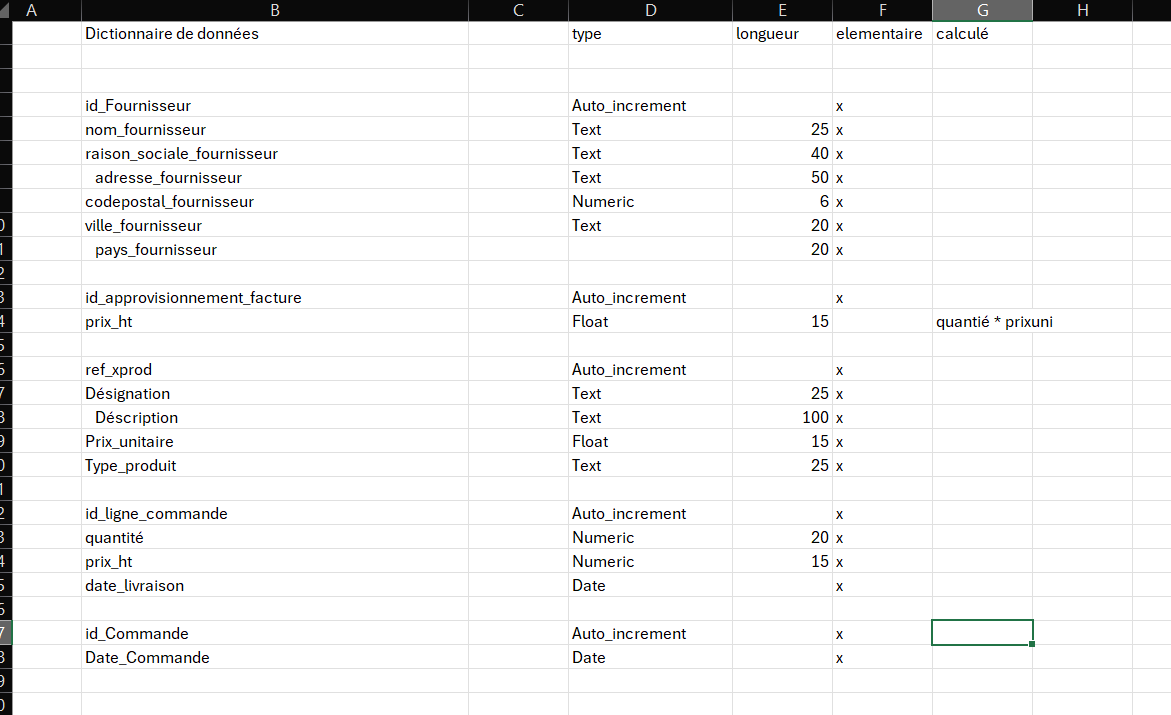 A B C D E F G H
Dictionnaire de données type longueur elementaire calculé
id_Fournisseur Auto_increment x
nom_fournisseur Text 25 x
raison_sociale_fournisseur Text 40 x
adresse_fournisseur Text 50 x
codepostal_fournisseur Numeric 6 x
0 ville_fournisseur Text 20 x
1 pays_fournisseur 20 x
2
3 id_approvisionnement_facture Auto_increment x
4 prix_ht Float 15 quantié * prixuni
5
6 ref_xprod Auto_increment x
7 Désignation Text 25 x
8 Déscription Text 100 x
9 Prix_unitaire Float 15 x
0 Type_produit Text 25 x
1
2 id_ligne_commande Auto_increment x
3 quantité Numeric 20 x
4 prix_ht Numeric 15 x
5 date_livraison Date x
6
7 id_Commande Auto_increment x
8 Date_Commande Date x
9
0